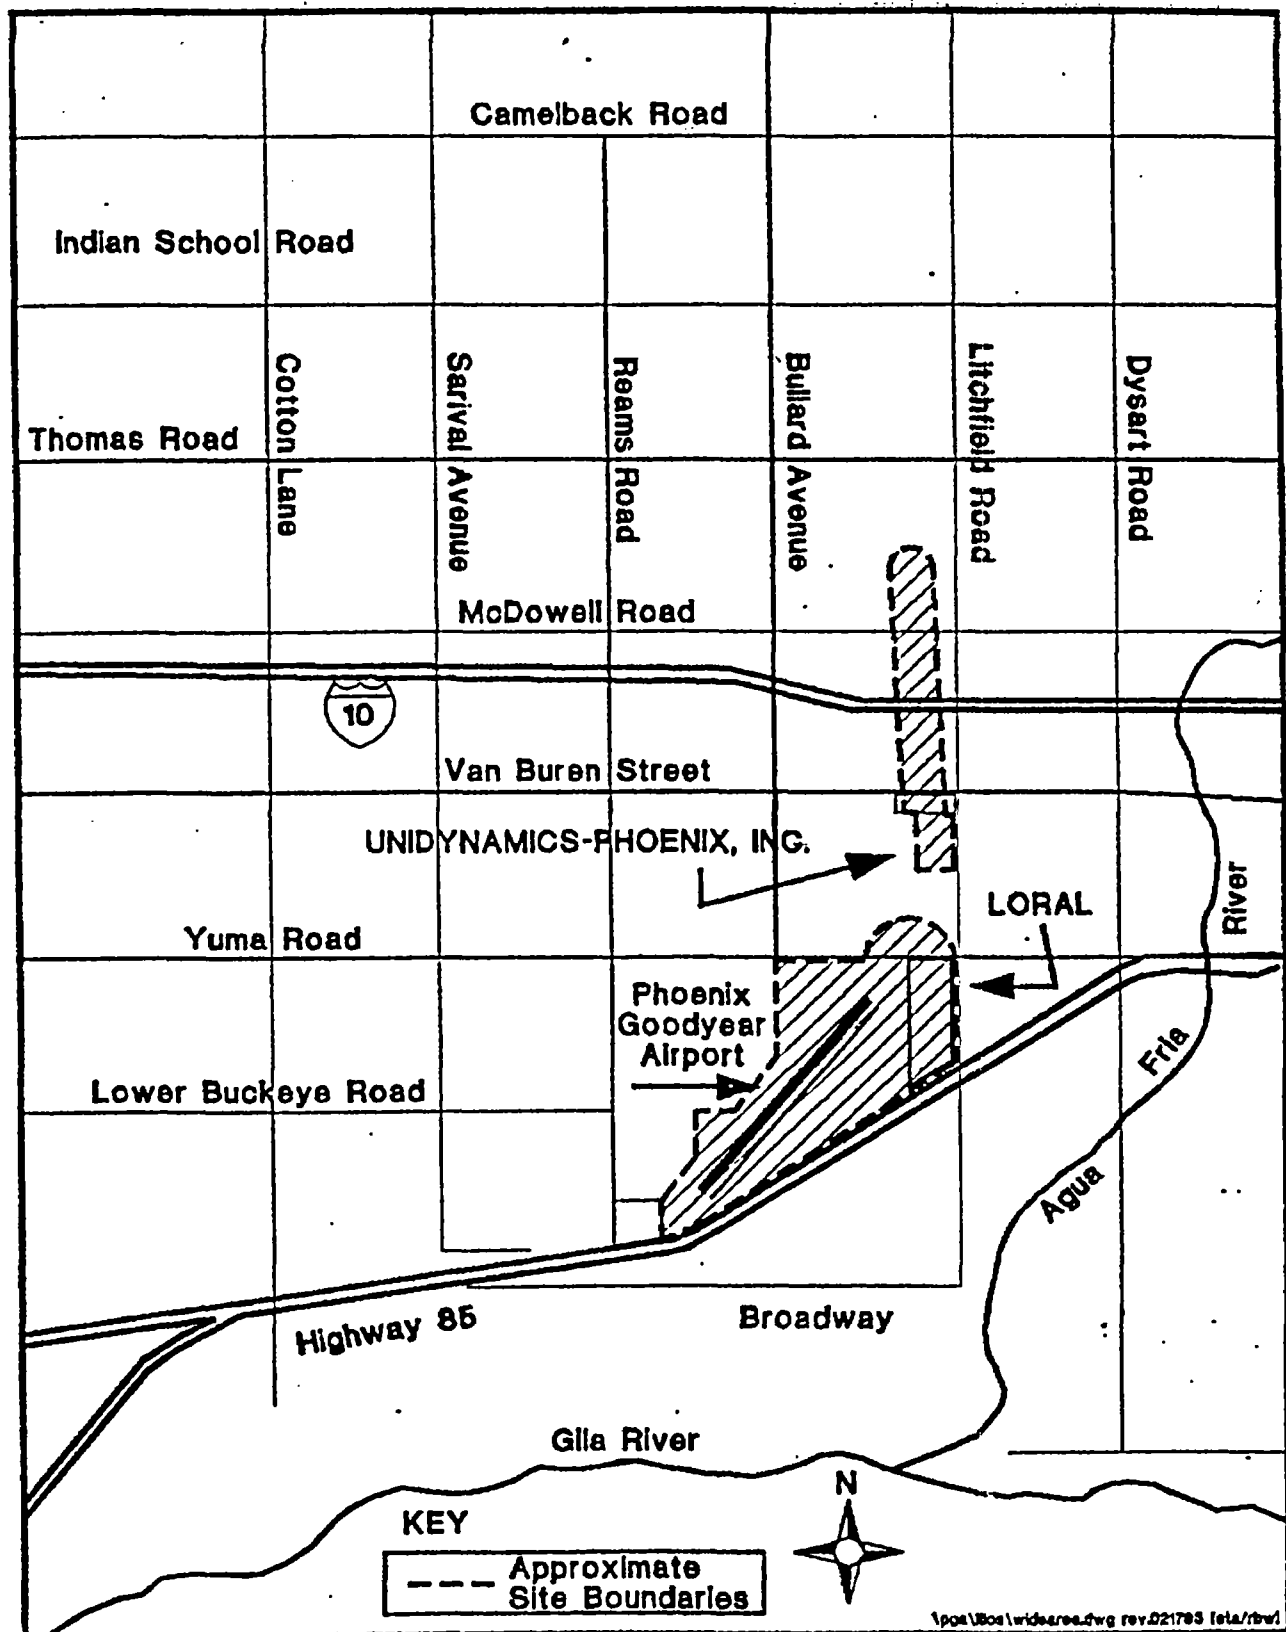 Camelback Road
Indian School Road
Cotton Lane
Sarival Avenue
Reams Road
Bullard Avenue
Litchfield Road
Dysart Road
Thomas Road
McDowell Road
10
Van Buren Street
UNIDYNAMICS-PHOENIX, ING.
LORAL
River
Yuma Road
Phoenix
Goodyear
Airport
Fria
Lower Buckeye Road
Agua
Highway 85
Broadway
Gila River
N
KEY
Approximate
Site Boundaries